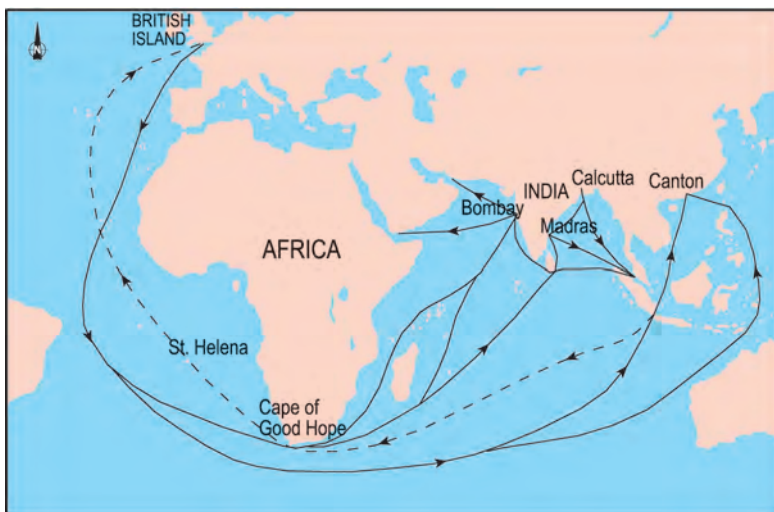 BRITISH
ISLAND
N
INDIA
Calcutta
Canton
Bombay
Madras
AFRICA
St. Helena
Cape of
Good Hope